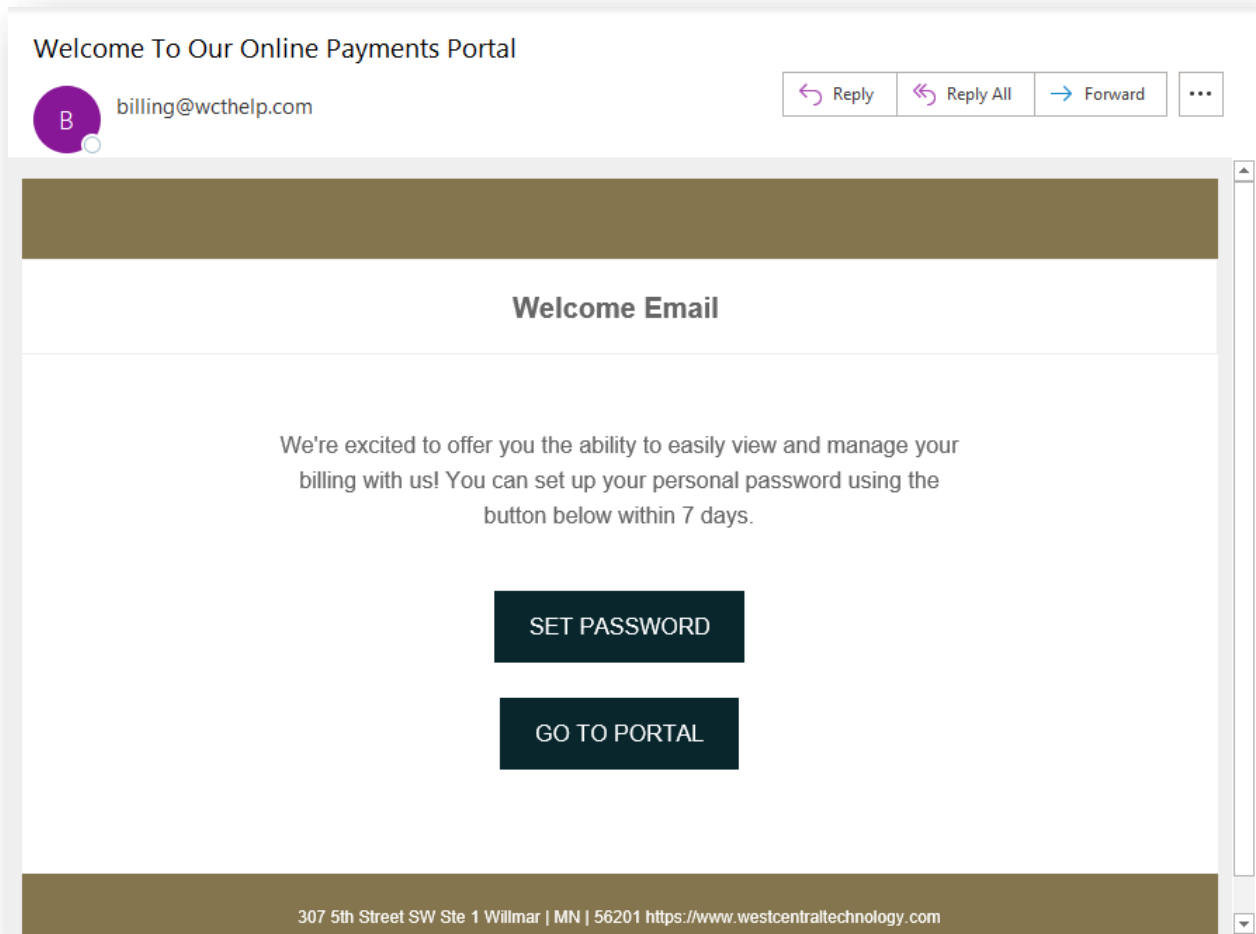 Welcome To Our Online Payments Portal
B
billing@wcthelp.com
Reply
Reply All
Forward
Welcome Email
We're excited to offer you the ability to easily view and manage your
billing with us! You can set up your personal password using the
button below within 7 days.
SET PASSWORD
GO TO PORTAL
307 5th Street SW Ste 1 Willmar | MN | 56201 https://www.westcentraltechnology.com